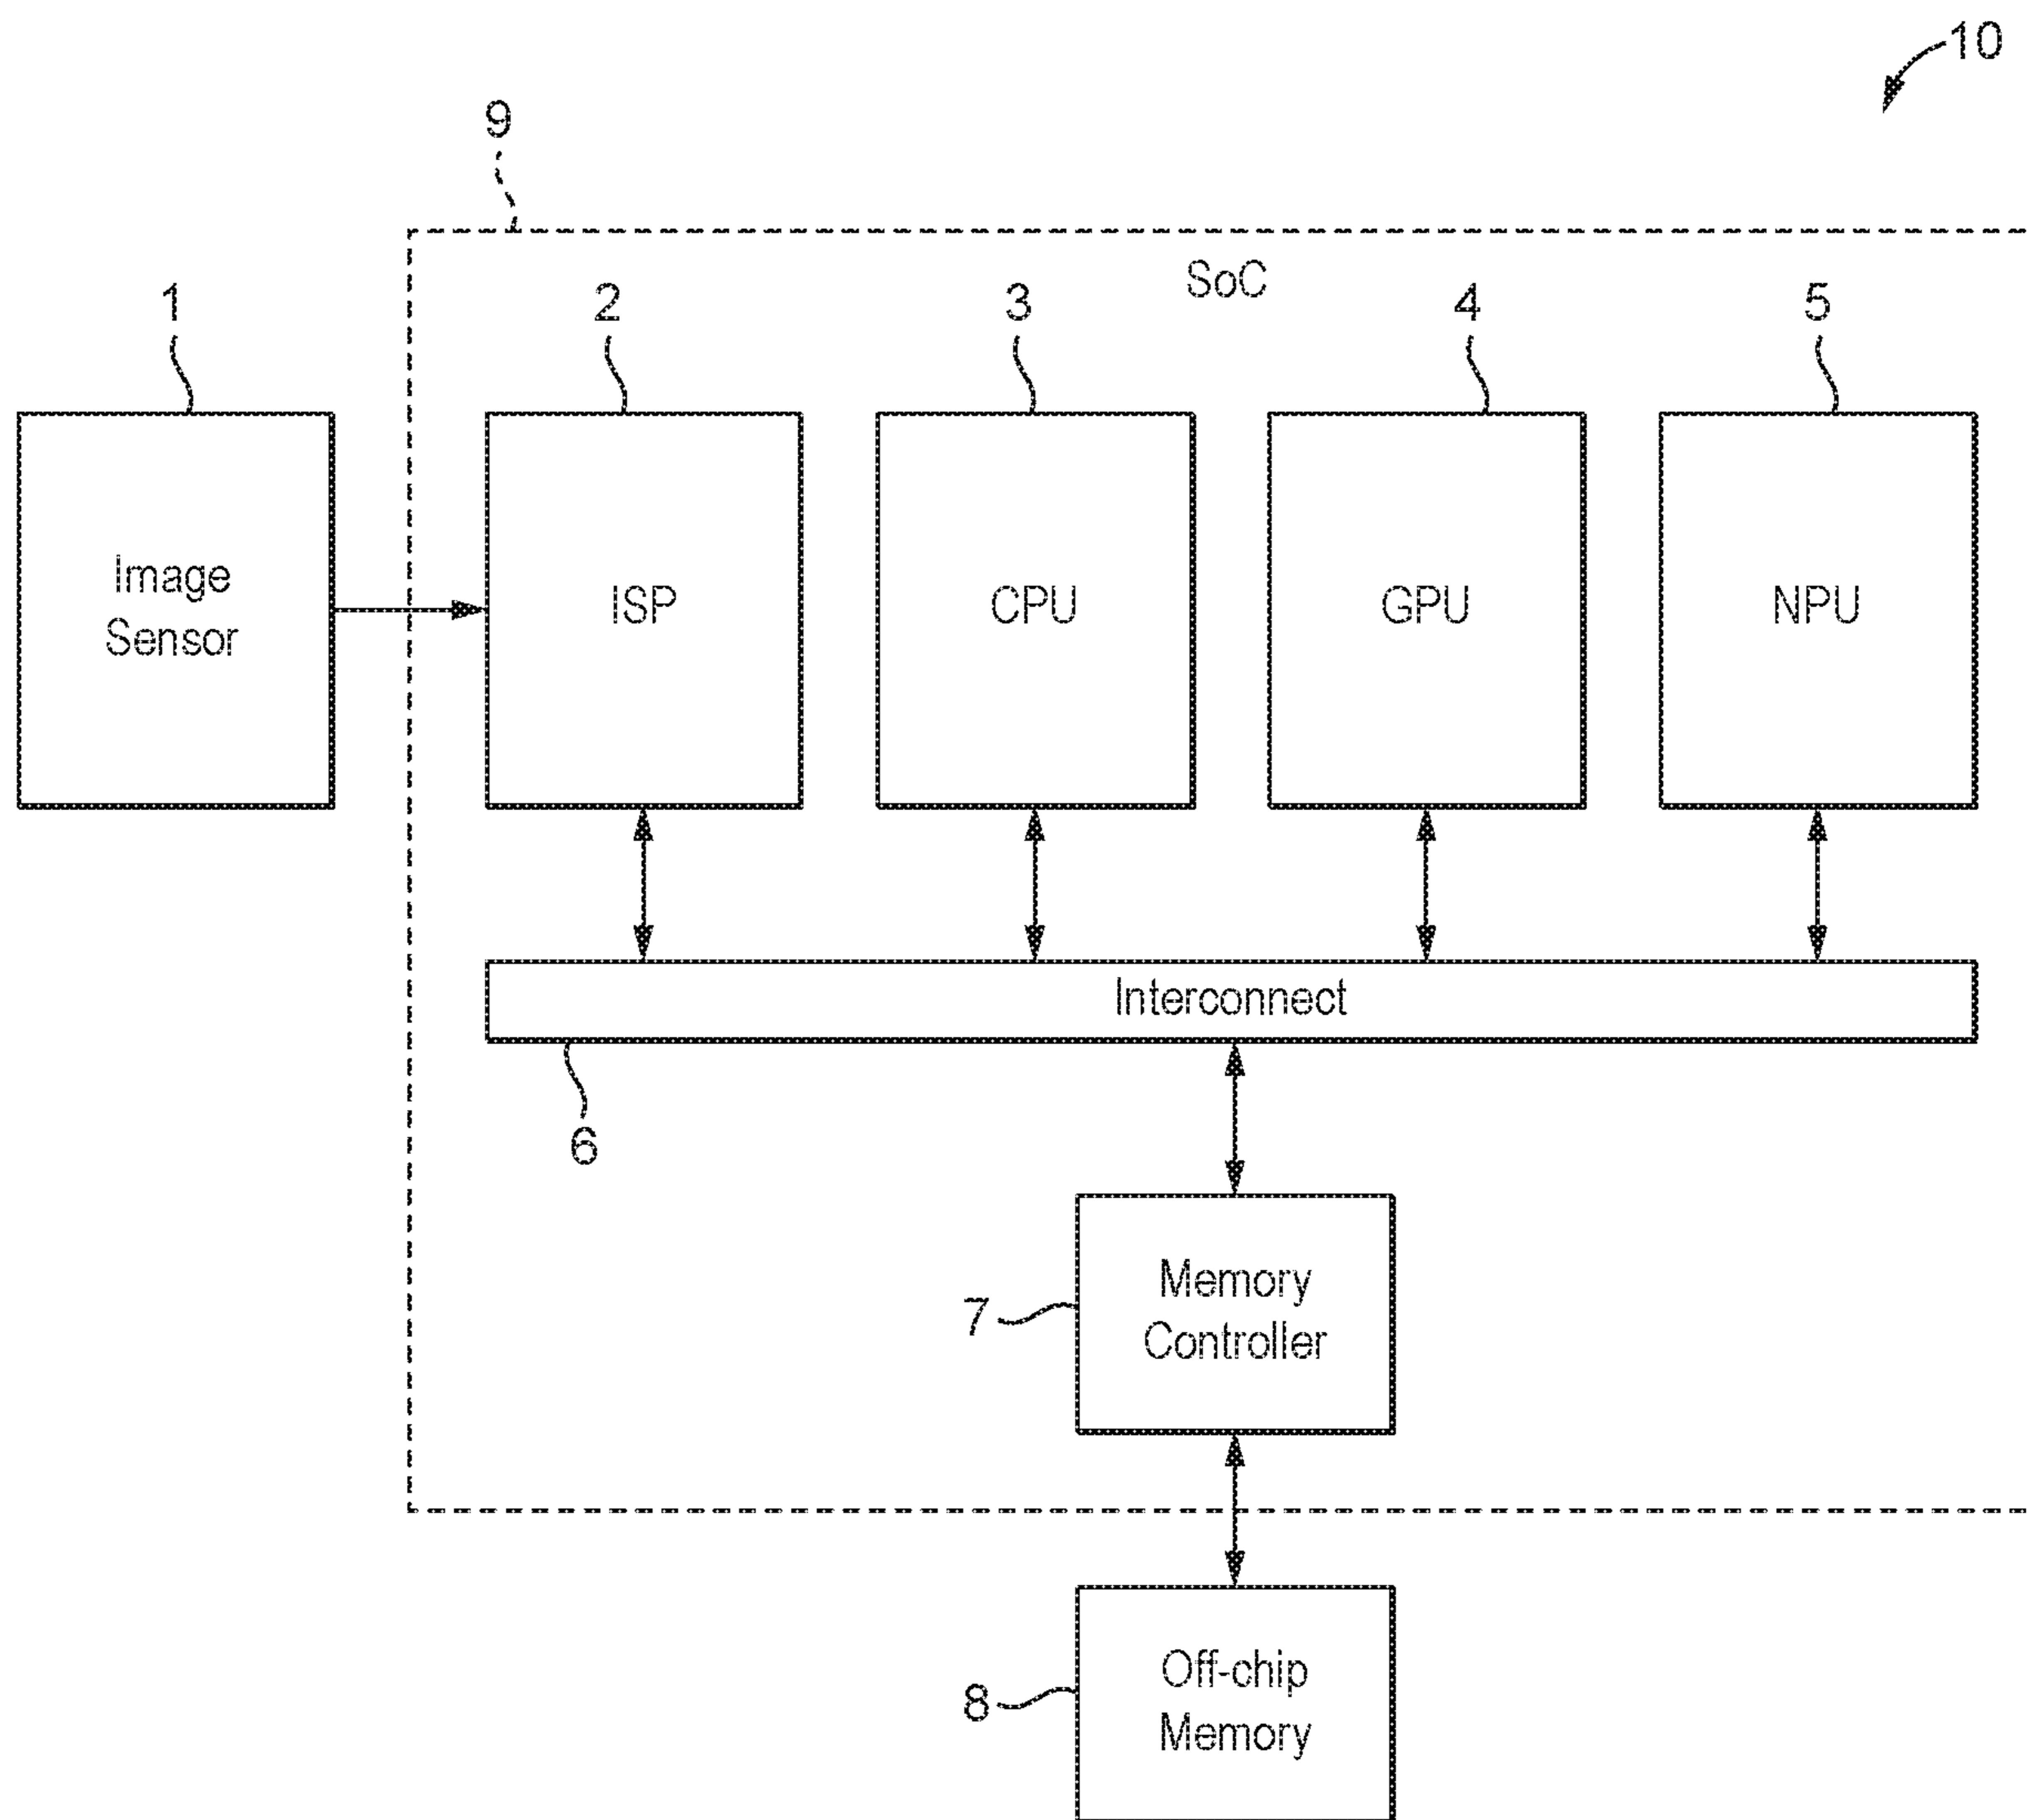 10
9
SoC
1
2
3
4
5
Image
Sensor
ISP
CPU
GPU
NPU
Interconnect
6
7
Memory
Controller
8
Off-chip
Memory